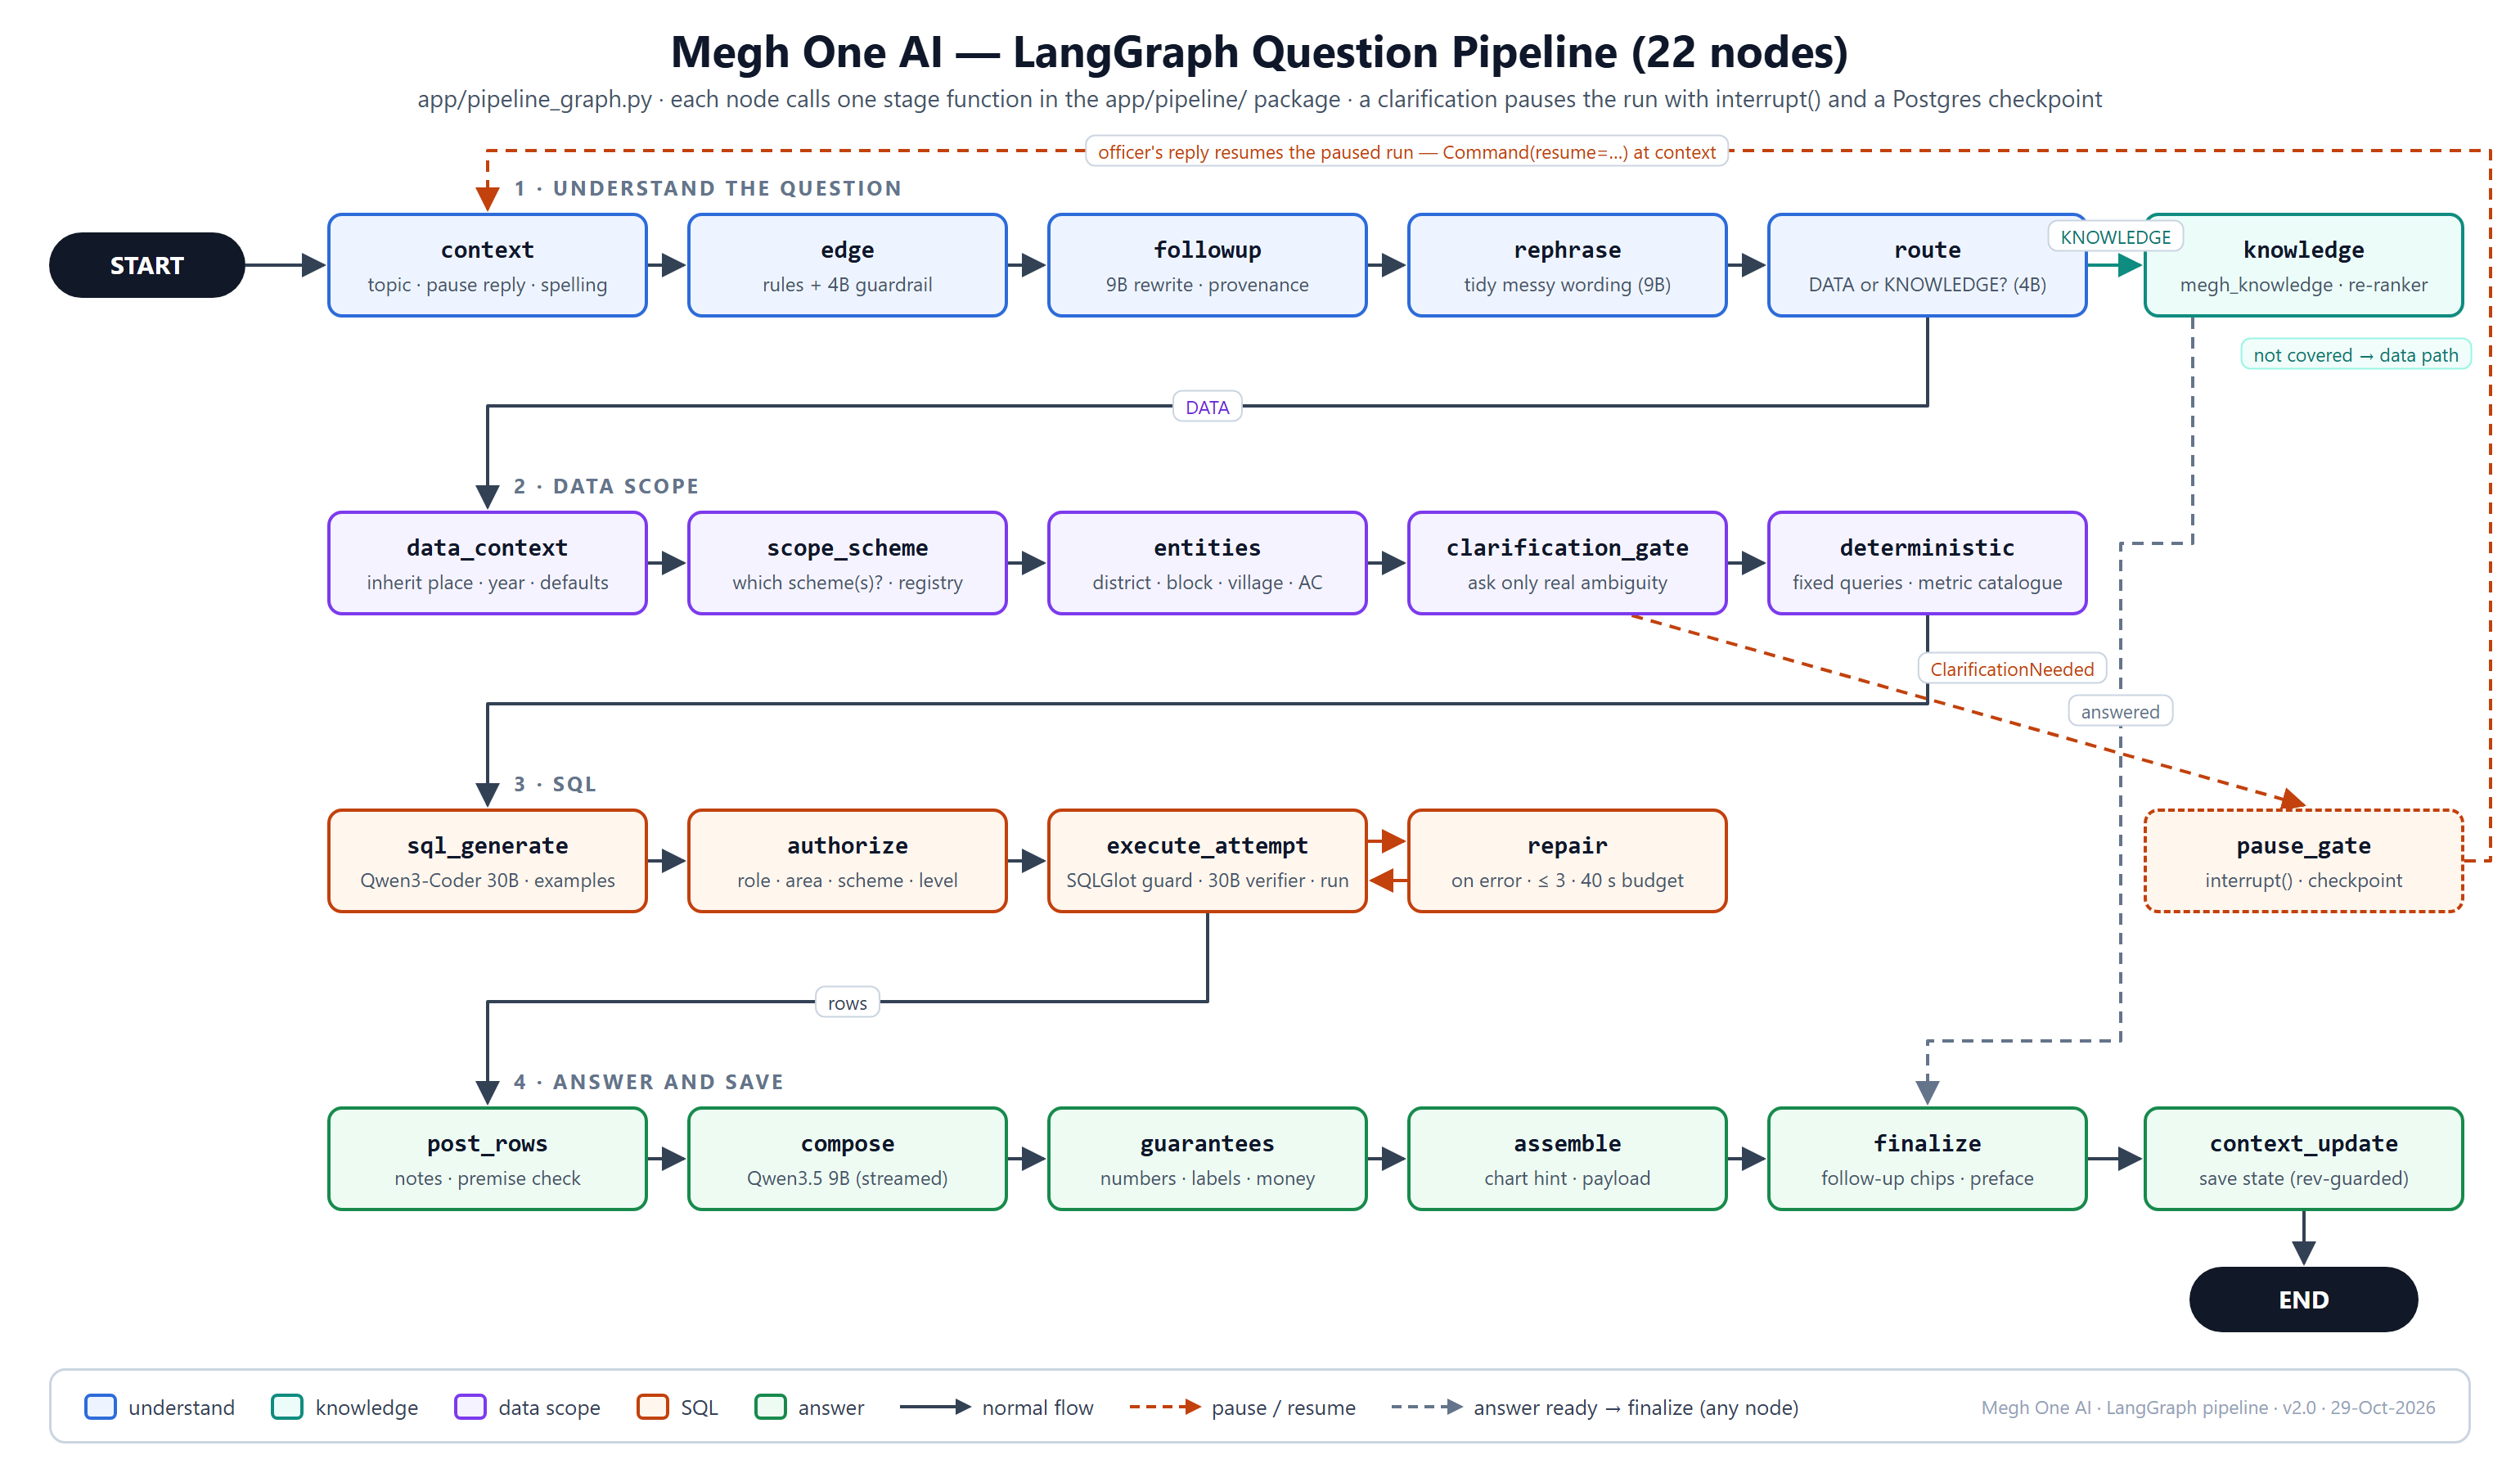 Megh One AI — LangGraph Question Pipeline (22 nodes)
app/pipeline_graph.py · each node calls one stage function in the app/pipeline/ package · a clarification pauses the run with interrupt() and a Postgres checkpoint
officer's reply resumes the paused run — Command(resume=...) at context
1 · UNDERSTAND THE QUESTION
START
context
topic · pause reply · spelling
edge
rules + 4B guardrail
followup
9B rewrite · provenance
rephrase
tidy messy wording (9B)
route
DATA or KNOWLEDGE? (4B)
KNOWLEDGE
knowledge
megh_knowledge · re-ranker
not covered → data path
DATA
2 · DATA SCOPE
data_context
inherit place · year · defaults
scope_scheme
which scheme(s)? · registry
entities
district · block · village · AC
clarification_gate
ask only real ambiguity
deterministic
fixed queries · metric catalogue
ClarificationNeeded
answered
3 · SQL
sql_generate
Qwen3-Coder 30B · examples
authorize
role · area · scheme · level
execute_attempt
SQLGlot guard · 30B verifier · run
repair
on error · ≤ 3 · 40 s budget
pause_gate
interrupt() · checkpoint
rows
4 · ANSWER AND SAVE
post_rows
notes · premise check
compose
Qwen3.5 9B (streamed)
guarantees
numbers · labels · money
assemble
chart hint · payload
finalize
follow-up chips · preface
context_update
save state (rev-guarded)
END
understand
knowledge
data scope
SQL
answer
normal flow
pause / resume
answer ready → finalize (any node)
Megh One AI · LangGraph pipeline · v2.0 · 29-Oct-2026